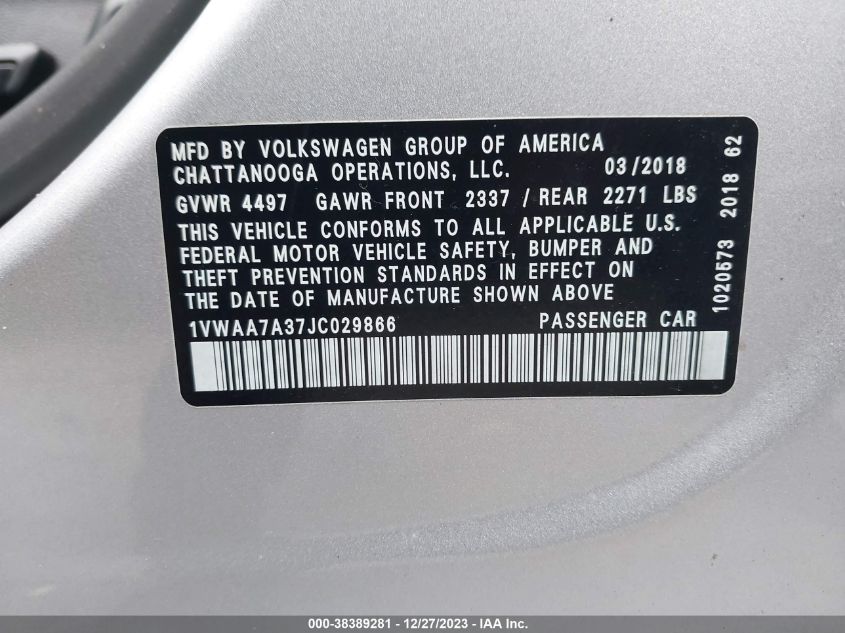 MFD BY VOLKSWAGEN GROUP OF AMERICA
CHATTANOOGA OPERATIONS, LLC. 03/2018
GVWR 4497 GAWR FRONT 2337 / REAR 2271 LBS
THIS VEHICLE CONFORMS TO ALL APPLICABLE U.S.
FEDERAL MOTOR VEHICLE SAFETY, BUMPER AND
THEFT PREVENTION STANDARDS IN EFFECT ON
THE DATE OF MANUFACTURE SHOWN ABOVE
1VWAA7A37JC029866 PASSENGER CAR
1020573 2018 62
000-38389281 - 12/27/2023 - IAA Inc.